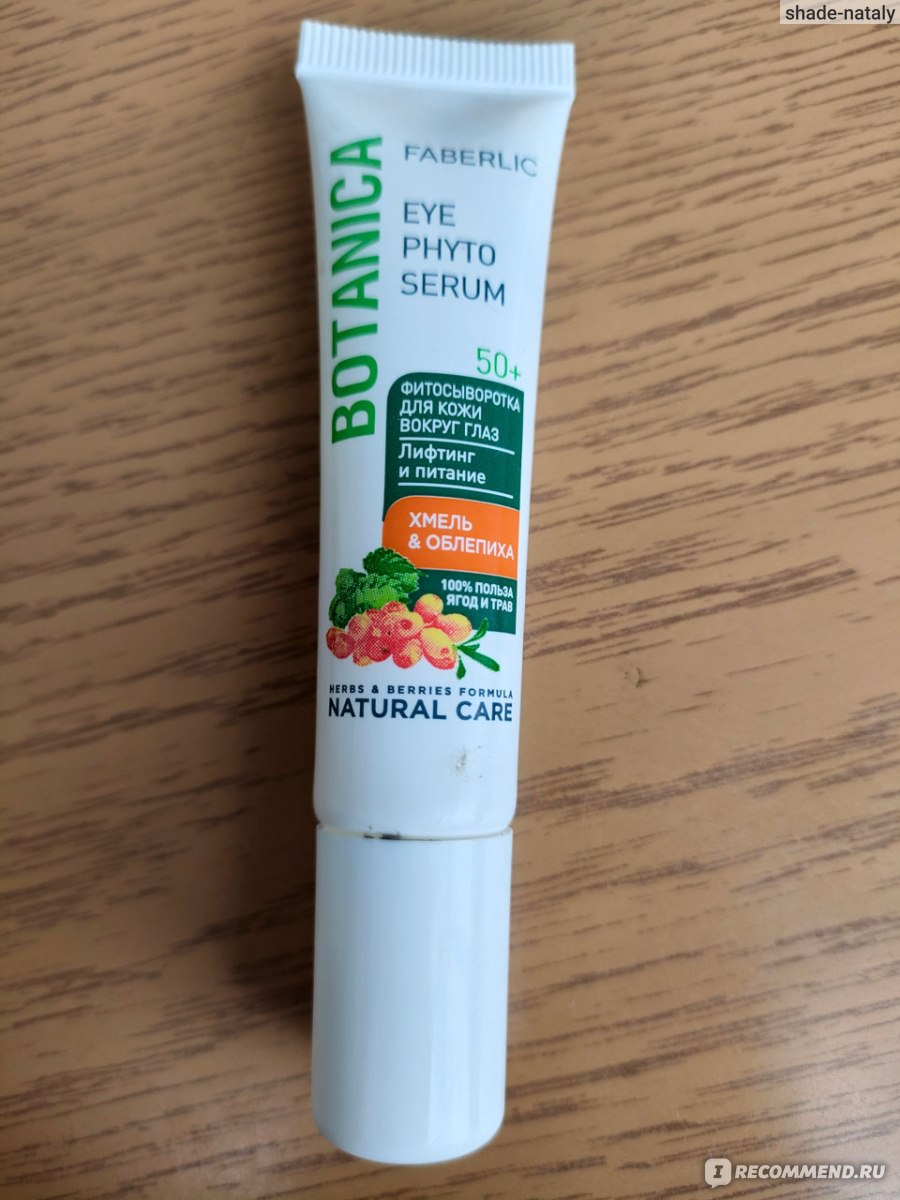 shade-nataly
BOTANICA
FABERLIC
EYE
PHYTO
SERUM
50+
ФИТОСЫВОРОТКА
ДЛЯ КОЖИ
ВОКРУГ ГЛАЗ
Лифтинг
и питание
ХМЕЛЬ
& ОБЛЕПИХА
100% ПОЛЬЗА
ЯГОД И ТРАВ
HERBS & BERRIES FORMULA
NATURAL CARE
IRECOMMEND.RU